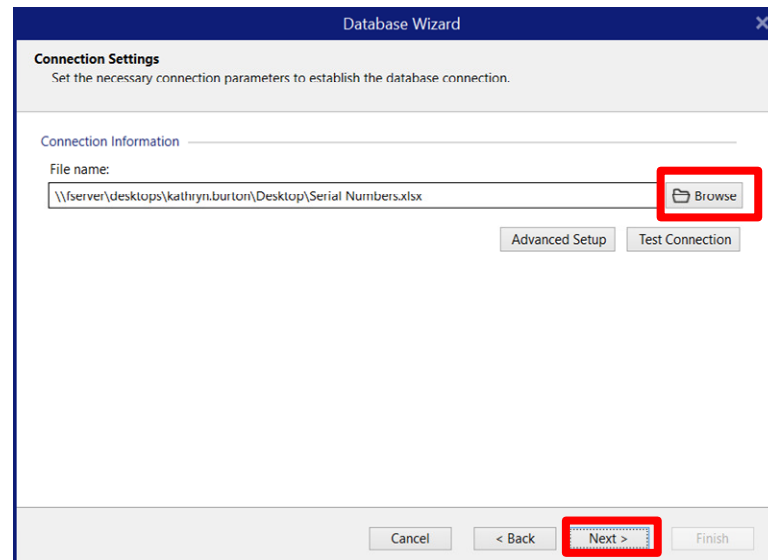 Database Wizard
Connection Settings
Set the necessary connection parameters to establish the database connection.
Connection Information
File name:
\\fserver\desktops\kathryn.burton\Desktop\Serial Numbers.xlsx
Browse
Advanced Setup
Test Connection
Cancel
< Back
Next >
Finish